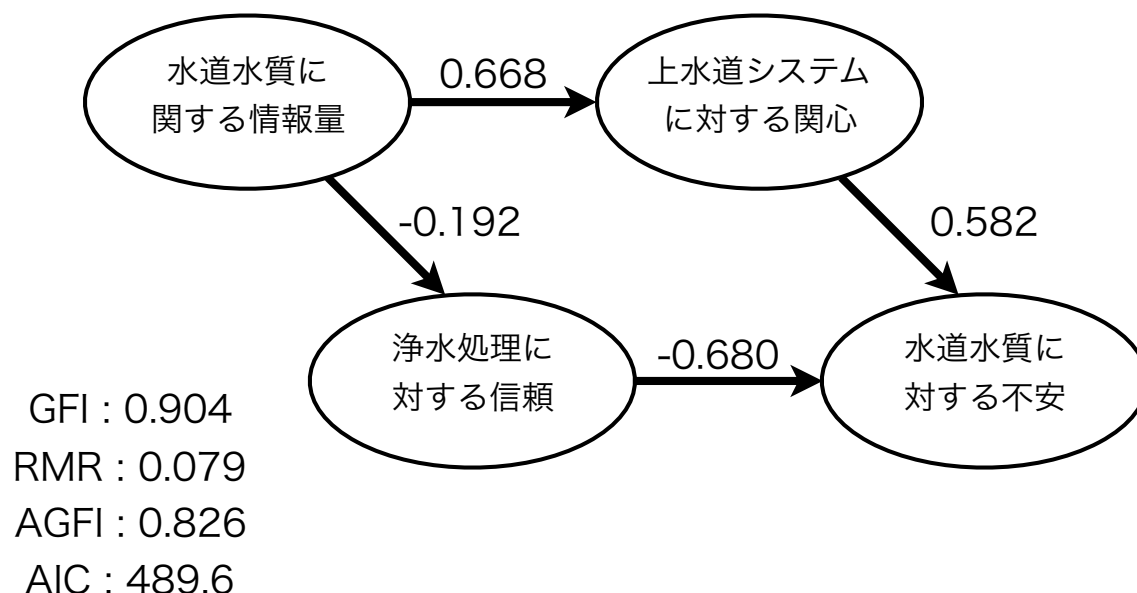 水道水質に
関する情報量
0.668
上水道システム
に対する関心
-0.192
0.582
浄水処理に
対する信頼
-0.680
水道水質に
対する不安
GFI : 0.904
RMR : 0.079
AGFI : 0.826
AIC : 489.6